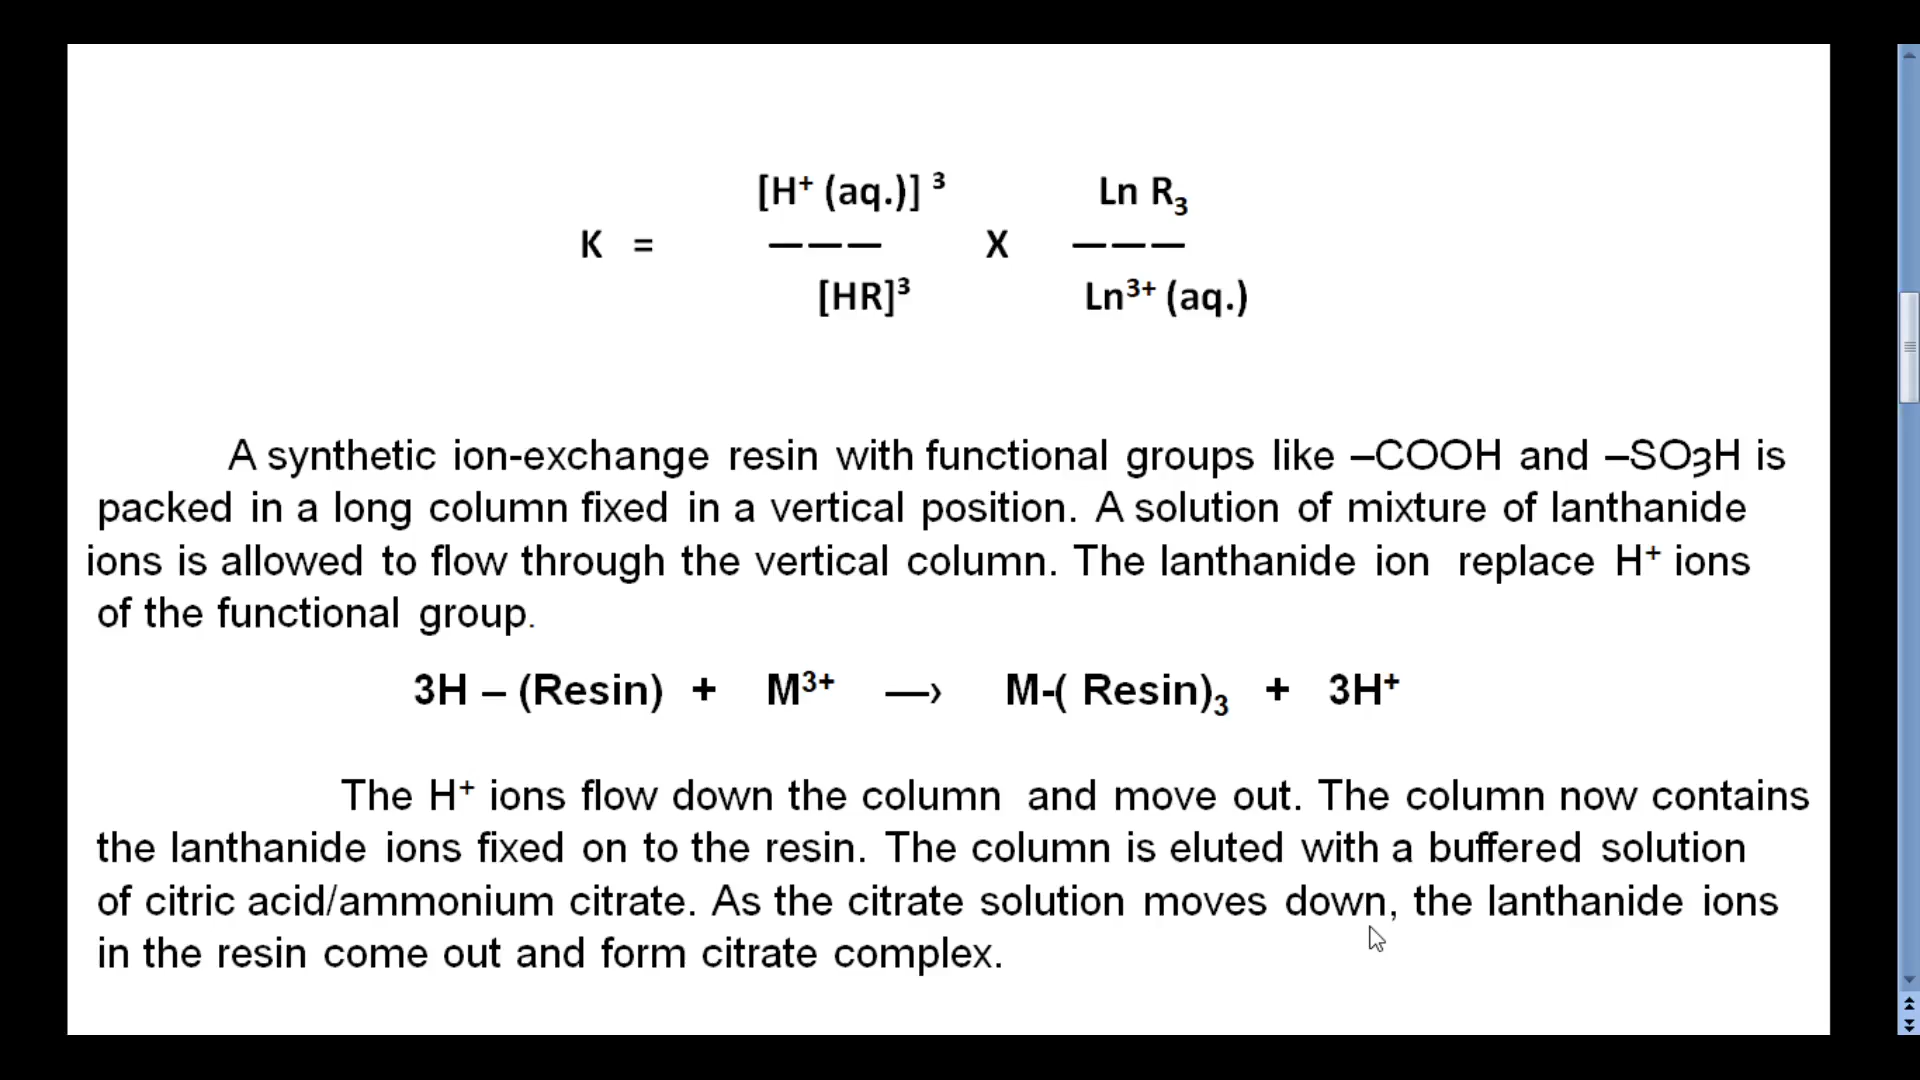 [H⁺ (aq.)] ³ Ln R₃
K = ——— X ———
[HR]³ Ln³⁺ (aq.)
A synthetic ion-exchange resin with functional groups like –COOH and –SO3H is
packed in a long column fixed in a vertical position. A solution of mixture of lanthanide
ions is allowed to flow through the vertical column. The lanthanide ion replace H⁺ ions
of the functional group.
3H – (Resin) + M³⁺ —› M-( Resin)₃ + 3H⁺
The H⁺ ions flow down the column and move out. The column now contains
the lanthanide ions fixed on to the resin. The column is eluted with a buffered solution
of citric acid/ammonium citrate. As the citrate solution moves down, the lanthanide ions
in the resin come out and form citrate complex.